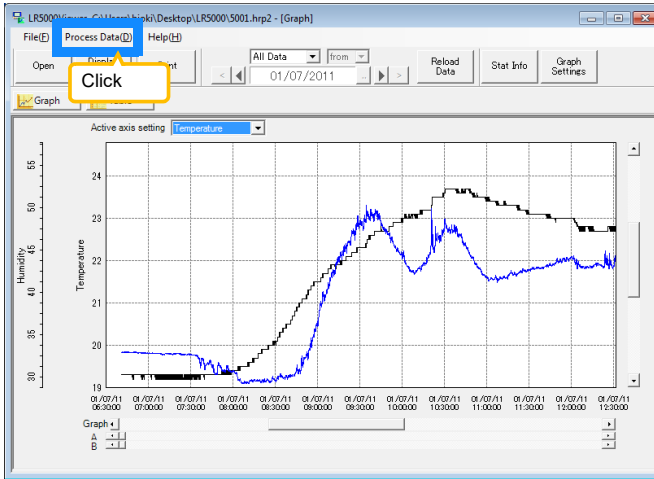 LR5000Viewer C:\Users\hioki\Desktop\LR5000\5001.hrp2 - [Graph]
File(F) Process Data(D) Help(H)
Open Print All Data from Reload Data Stat Info Graph Settings
< 01/07/2011 .. >
Click
Graph Table
Active axis setting Temperature
Humidity
55
50
45
40
35
30
Temperature
24
23
22
21
20
19
01/07/11 01/07/11 01/07/11 01/07/11 01/07/11 01/07/11 01/07/11 01/07/11 01/07/11 01/07/11 01/07/11 01/07/11 01/07/11
06:30:00 07:00:00 07:30:00 08:00:00 08:30:00 09:00:00 09:30:00 10:00:00 10:30:00 11:00:00 11:30:00 12:00:00 12:30:00
Graph
A
B